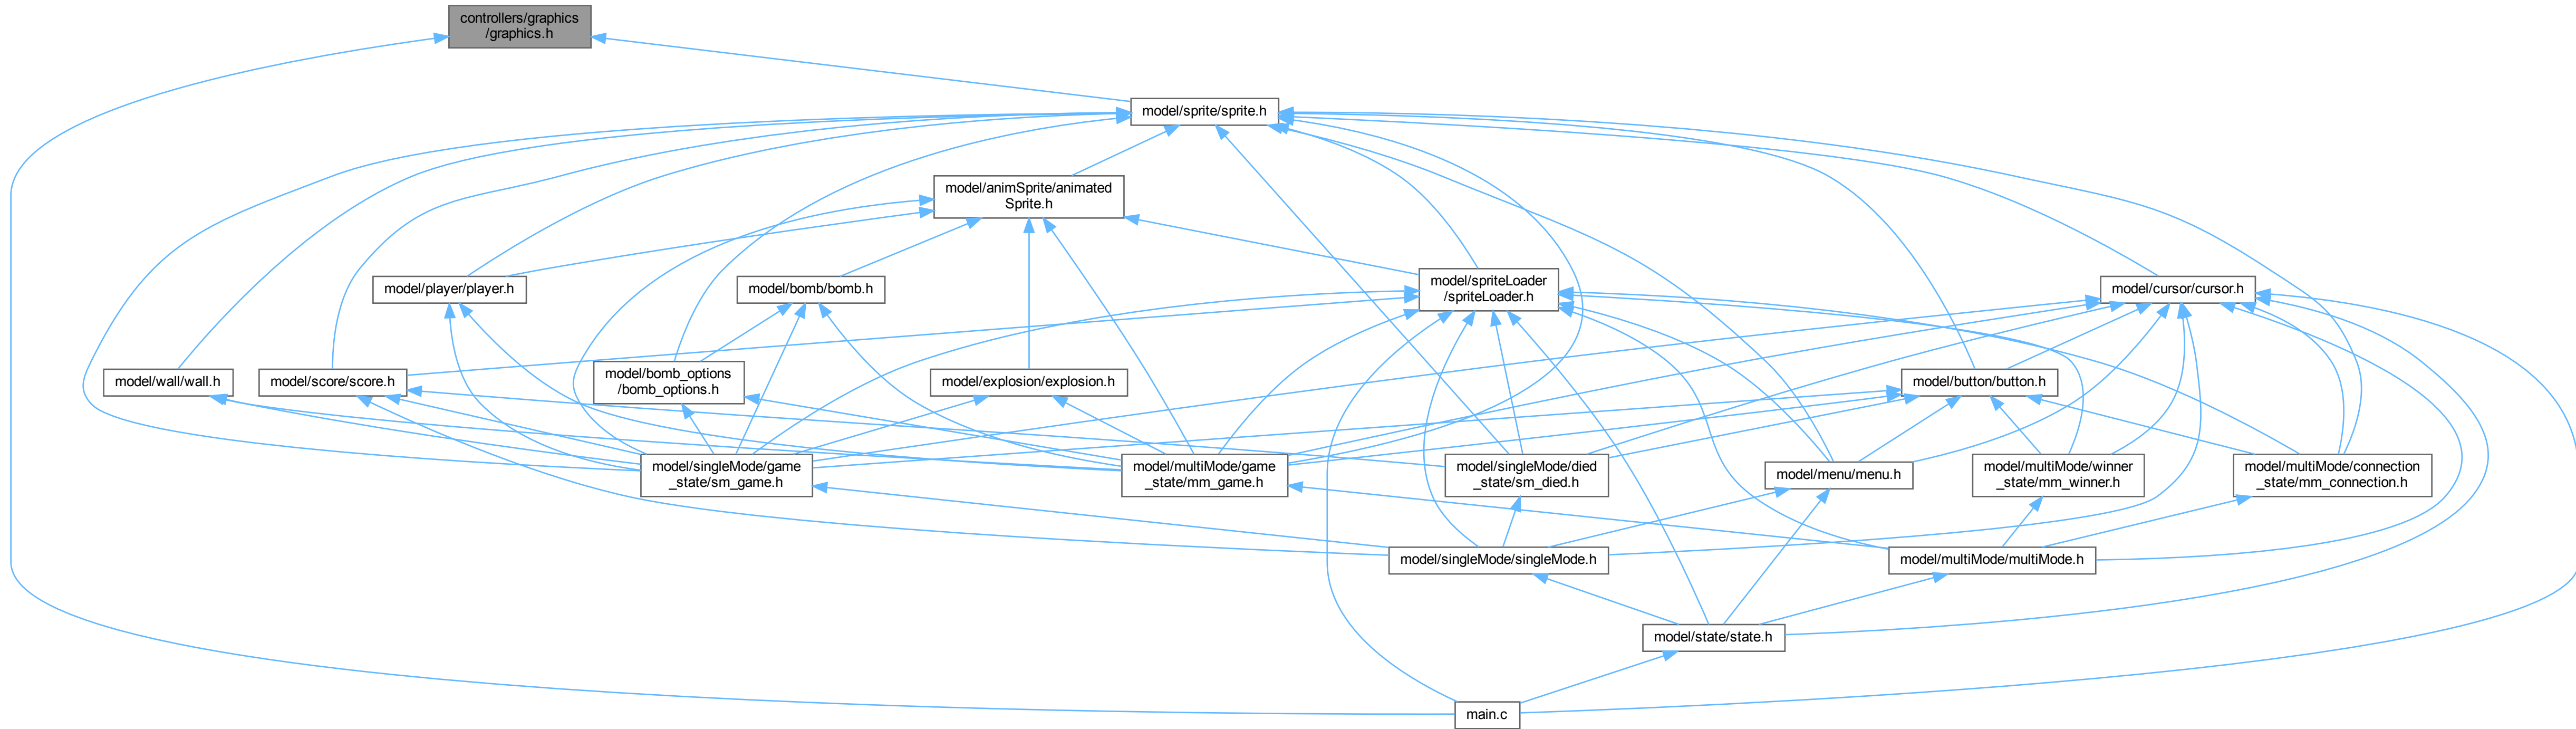 controllers/graphics
/graphics.h
model/sprite/sprite.h
model/animSprite/animated
Sprite.h
model/player/player.h
model/bomb/bomb.h
model/spriteLoader
/spriteLoader.h
model/cursor/cursor.h
model/wall/wall.h
model/score/score.h
model/bomb_options
/bomb_options.h
model/explosion/explosion.h
model/button/button.h
model/singleMode/game
_state/sm_game.h
model/multiMode/game
_state/mm_game.h
model/singleMode/died
_state/sm_died.h
model/menu/menu.h
model/multiMode/winner
_state/mm_winner.h
model/multiMode/connection
_state/mm_connection.h
model/singleMode/singleMode.h
model/multiMode/multiMode.h
model/state/state.h
main.c